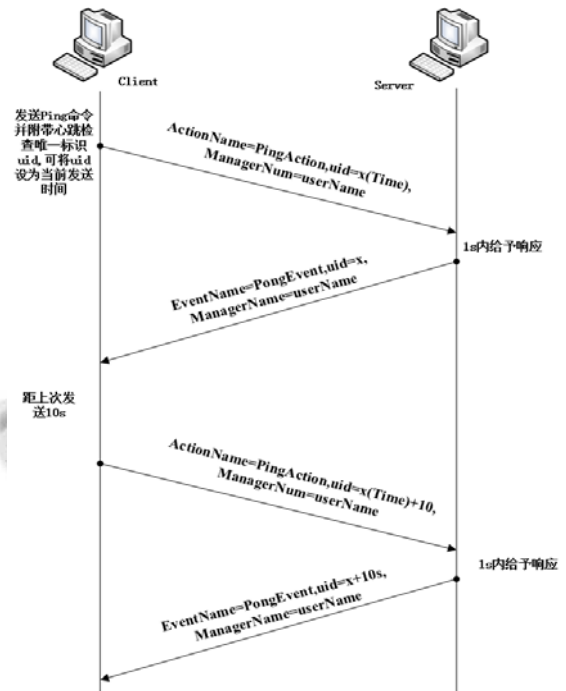 Client
Server
发送Ping命令
并附带心跳检
查唯一标识
uid,可将uid
设为当前发送
时间
ActionName=PingAction,uid=x(Time),
ManagerNum=userName
1s内给予响应
EventName=PongEvent,uid=x,
ManagerName=userName
距上次发
送10s
ActionName=PingAction,uid=x(Time)+10,
ManagerNum=userName
1s内给予响应
EventName=PongEvent,uid=x+10s,
ManagerName=userName